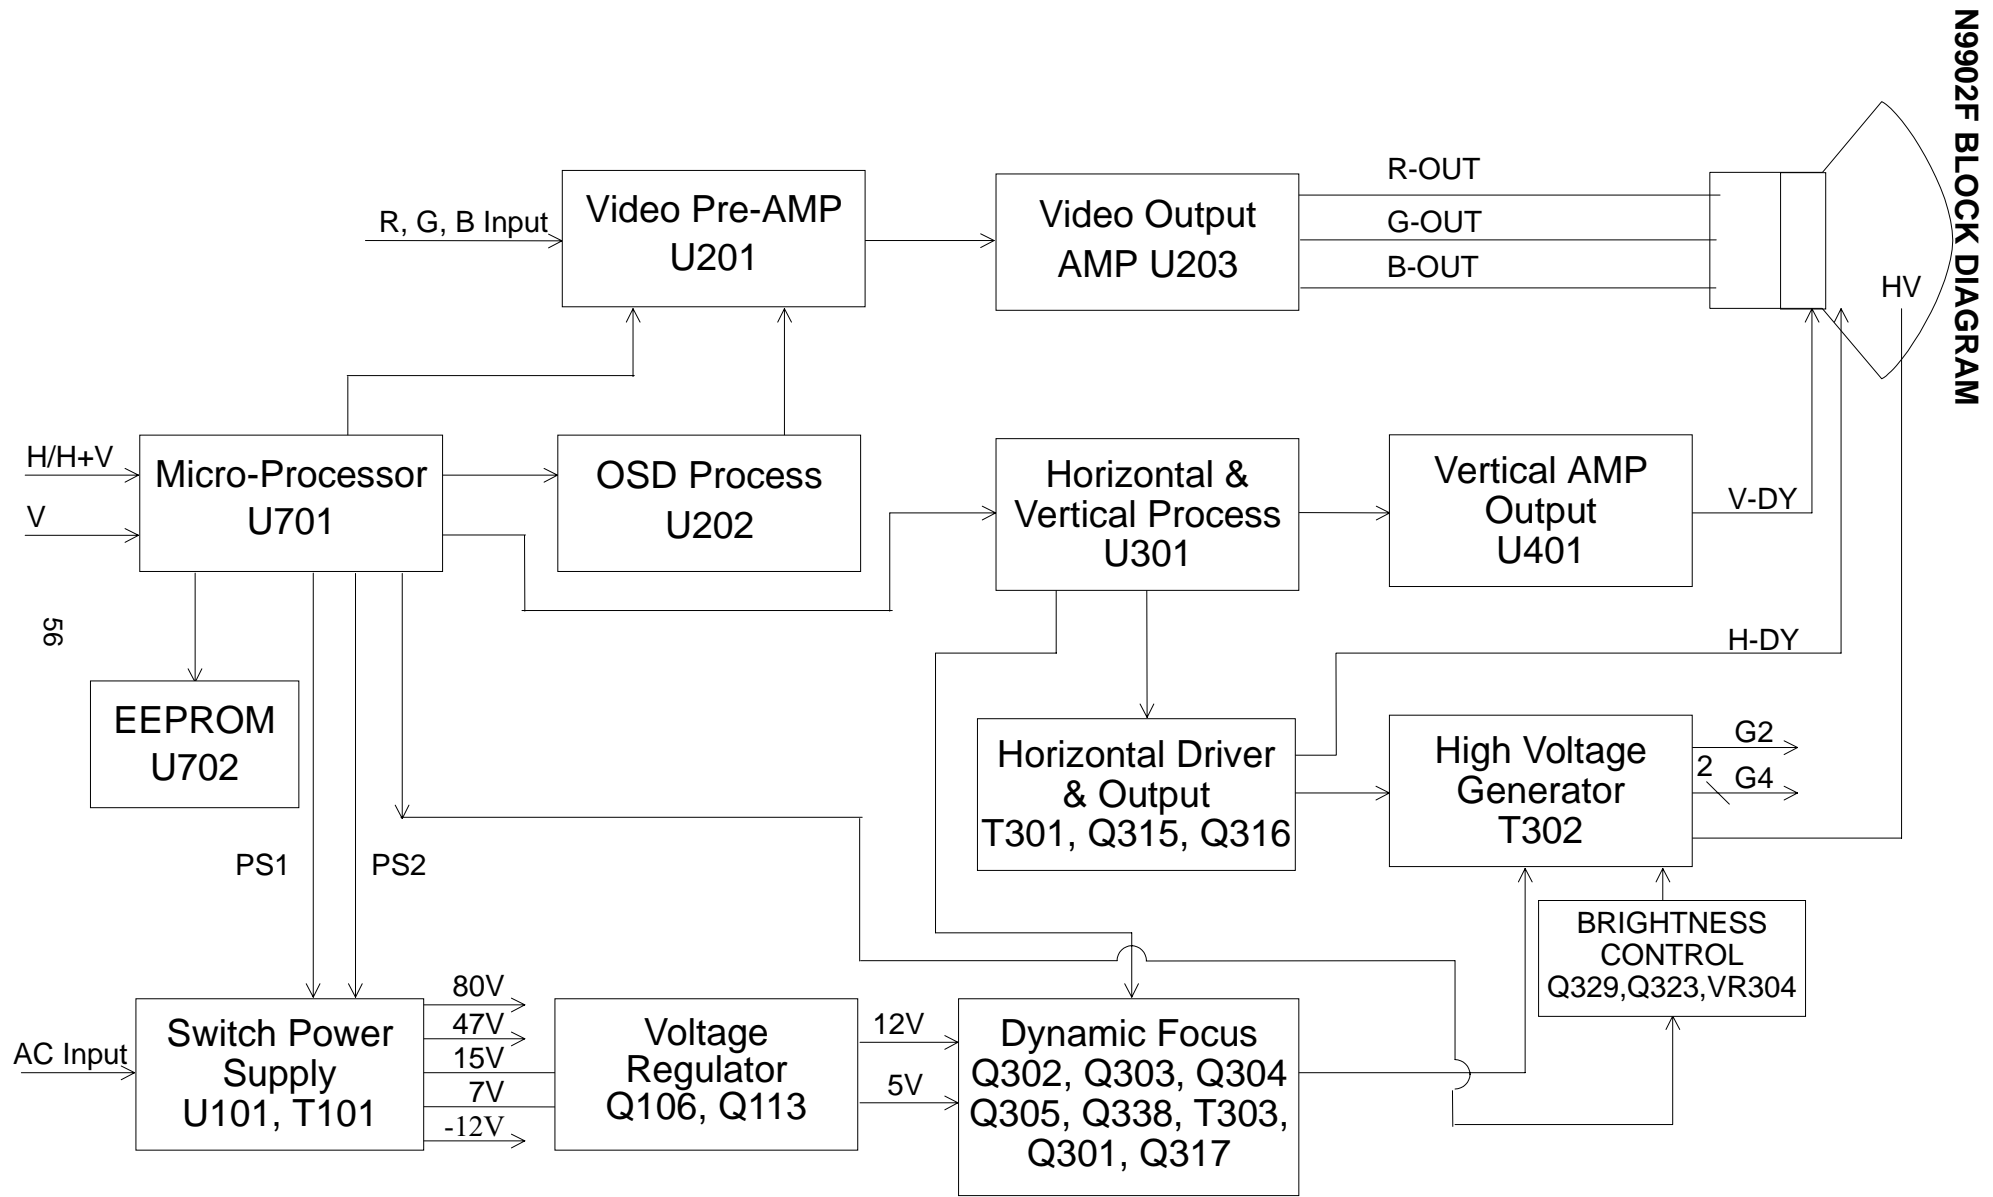 N9902F BLOCK DIAGRAM
R, G, B Input
Video Pre-AMP
U201
Video Output
AMP U203
R-OUT
G-OUT
B-OUT
HV
H/H+V
V
Micro-Processor
U701
OSD Process
U202
Horizontal &
Vertical Process
U301
Vertical AMP
Output
U401
V-DY
H-DY
56
EEPROM
U702
Horizontal Driver
& Output
T301, Q315, Q316
High Voltage
Generator
T302
G2
2
G4
PS1
PS2
BRIGHTNESS
CONTROL
Q329,Q323,VR304
AC Input
Switch Power
Supply
U101, T101
80V
47V
15V
7V
-12V
Voltage
Regulator
Q106, Q113
12V
5V
Dynamic Focus
Q302, Q303, Q304
Q305, Q338, T303,
Q301, Q317